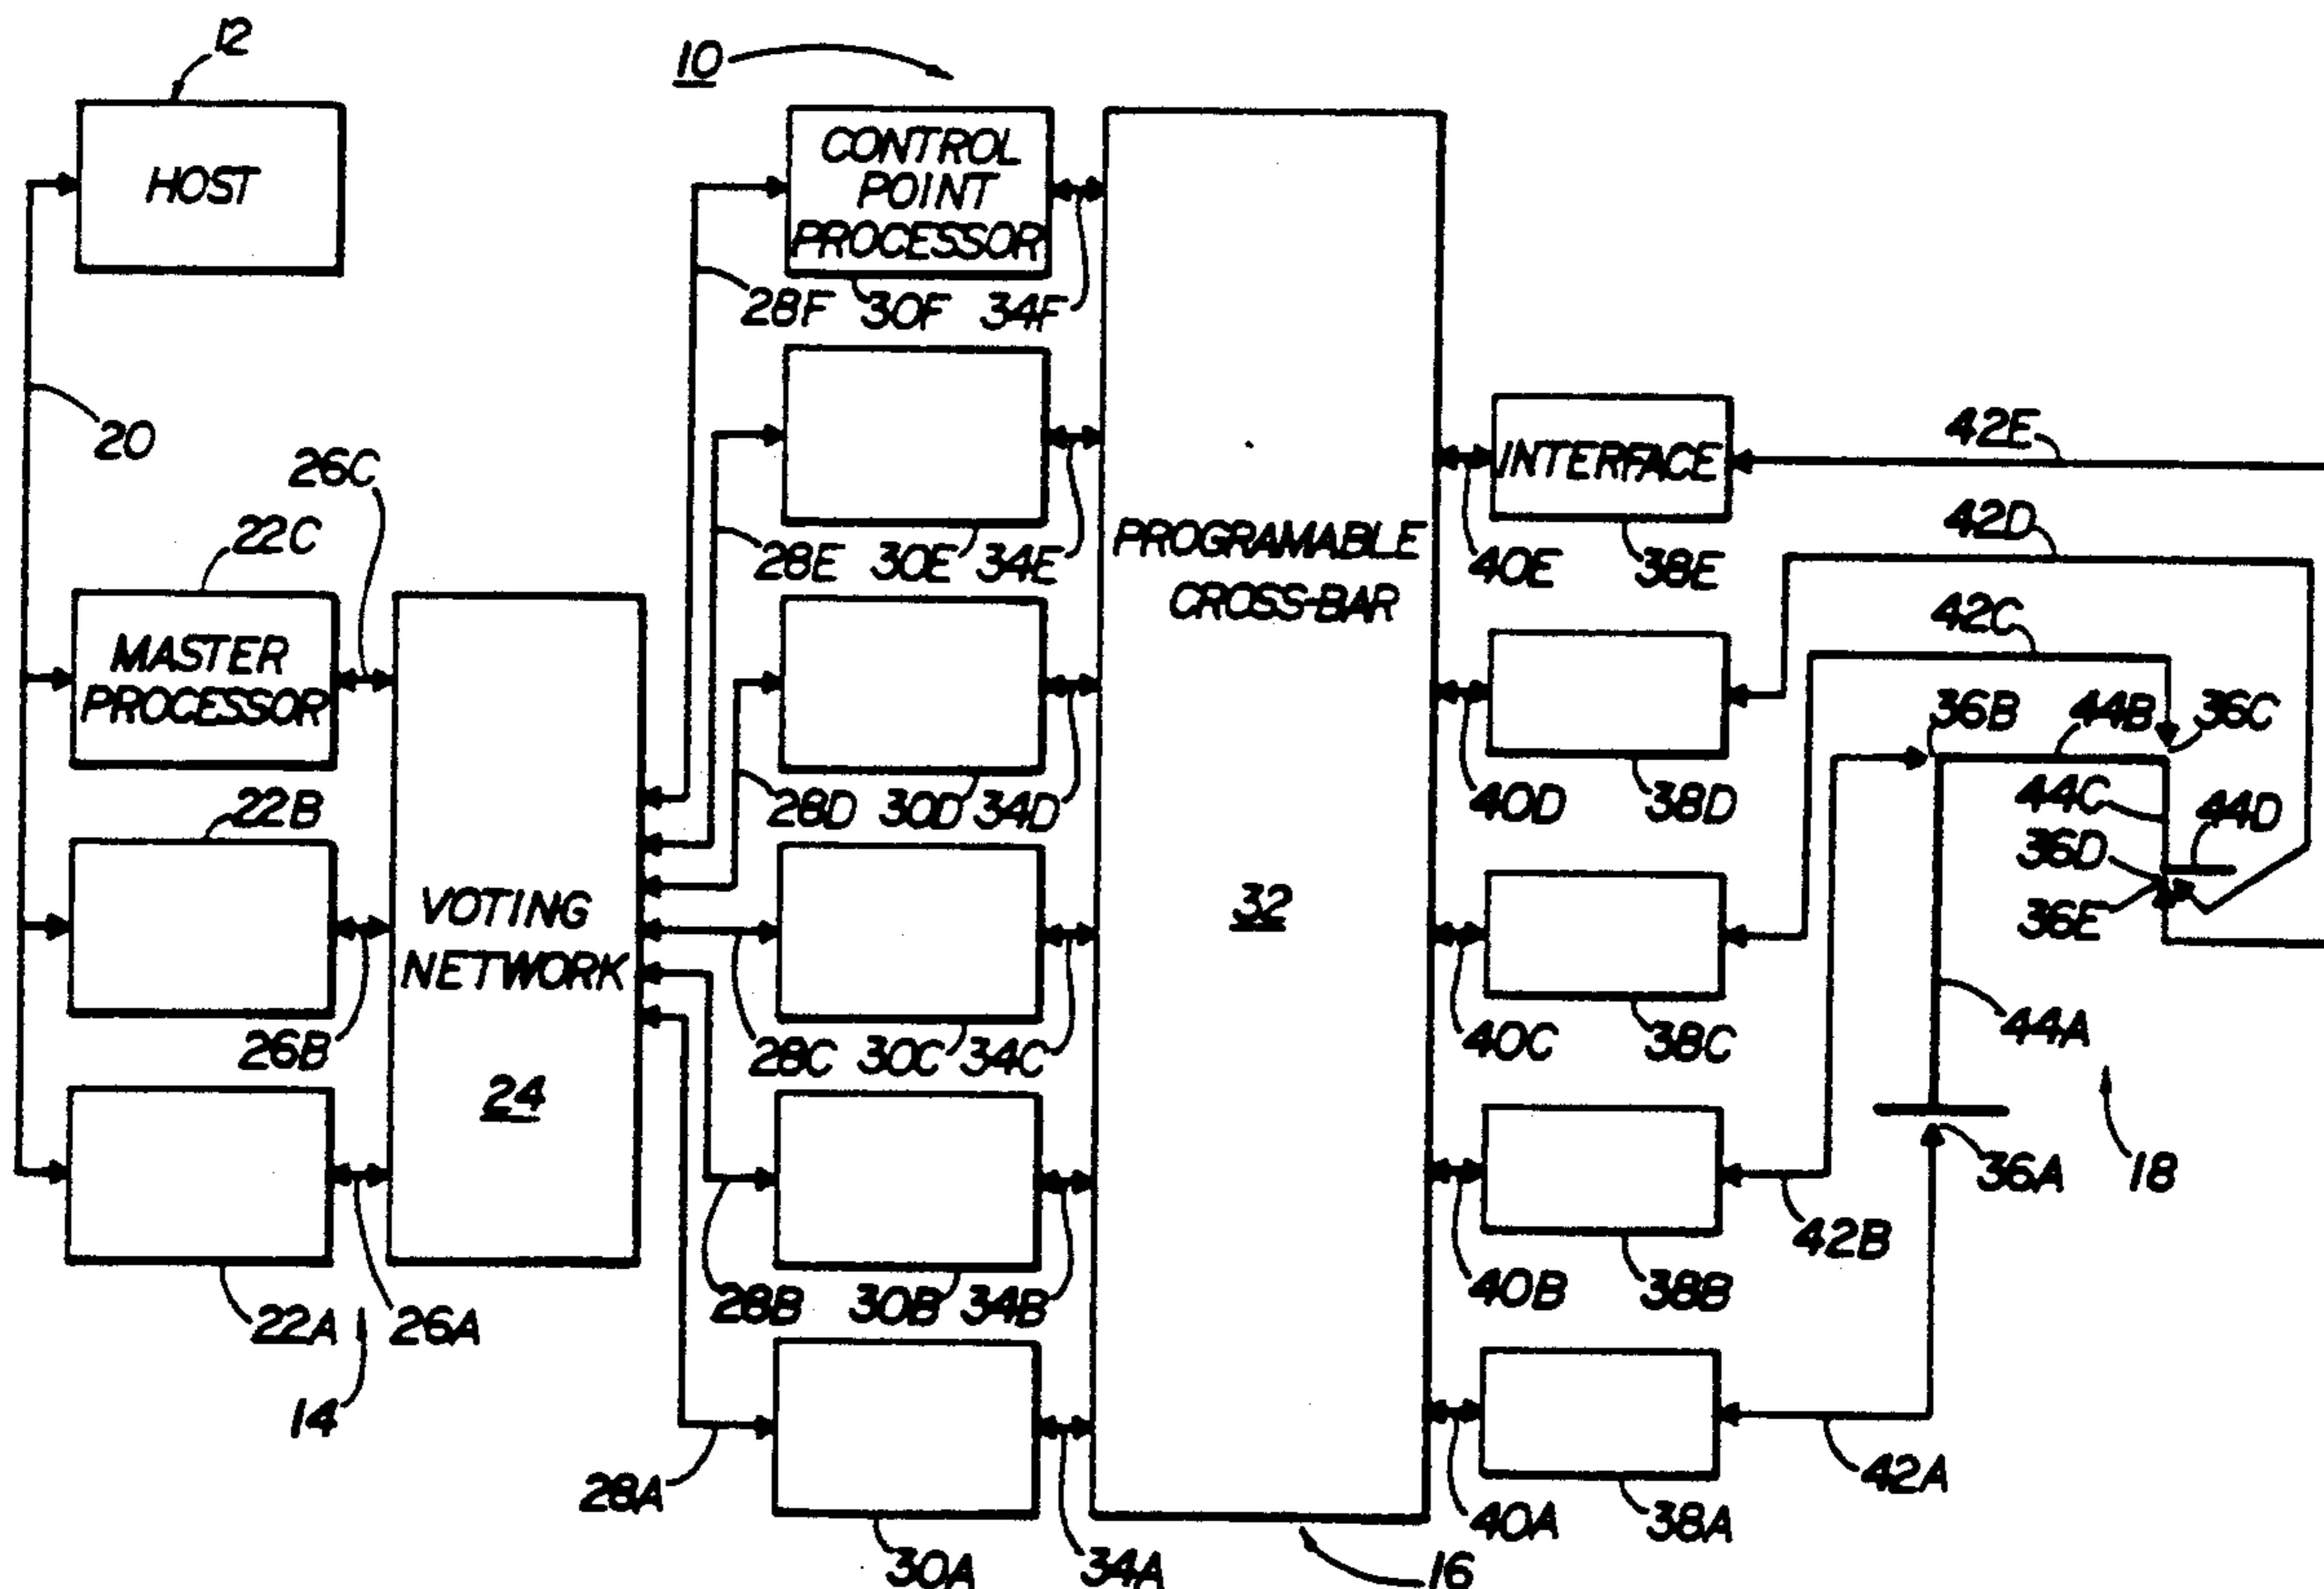 12
10
HOST
CONTROL
POINT
PROCESSOR
28F 30F 34F
20
26C
42E
INTERFACE
22C
42D
28E 30E 34E
PROGRAMABLE
CROSS-BAR
40E 38E
42C
MASTER
PROCESSOR
36B 44B 36C
22B
28D 30D 34D
40D 38D
44C 44D
36D
VOTING
NETWORK
32
36E
26B
28C 30C 34C
40C 38C
44A
24
36A 18
42B
22A 26A
28B 30B 34B
40B 38B
14
28A
42A
40A 38A
30A 34A
16